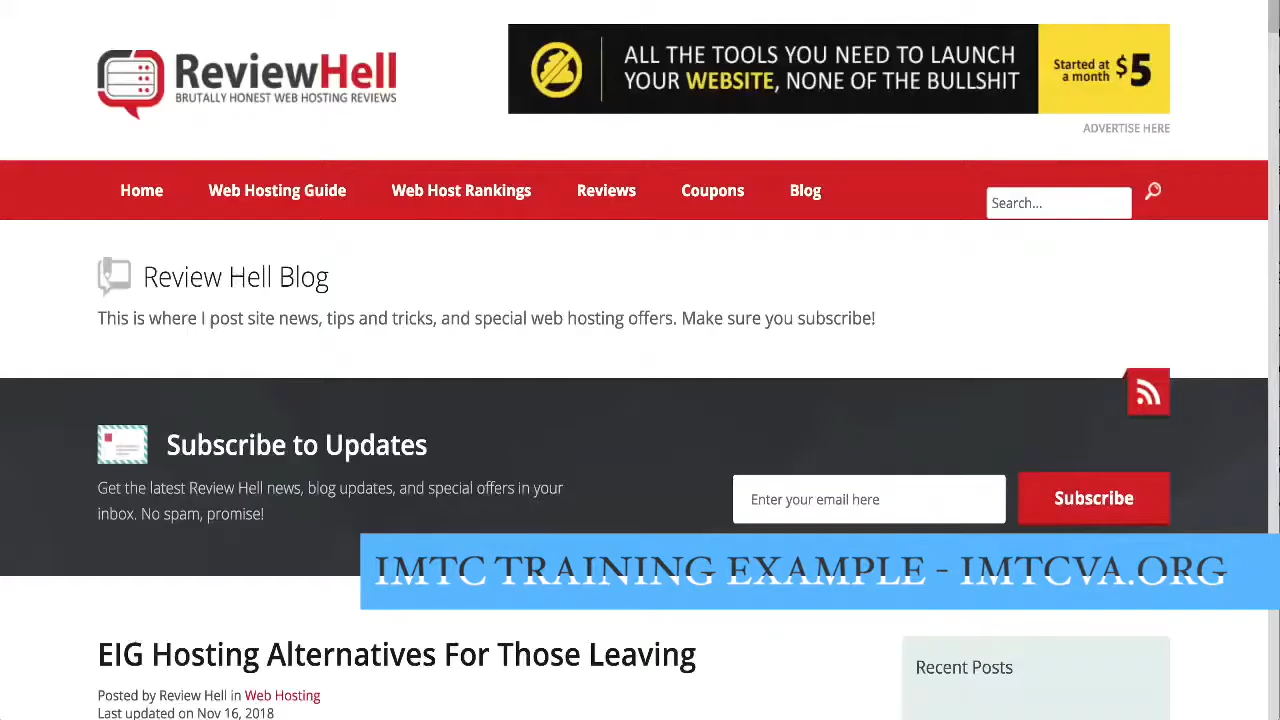 ReviewHell
BRUTALLY HONEST WEB HOSTING REVIEWS
ALL THE TOOLS YOU NEED TO LAUNCH
YOUR WEBSITE, NONE OF THE BULLSHIT
Started at
a month $5
ADVERTISE HERE
Home Web Hosting Guide Web Host Rankings Reviews Coupons Blog
Search...
Review Hell Blog
This is where I post site news, tips and tricks, and special web hosting offers. Make sure you subscribe!
Subscribe to Updates
Get the latest Review Hell news, blog updates, and special offers in your
inbox. No spam, promise!
Enter your email here
Subscribe
IMTC TRAINING EXAMPLE - IMTCVA.ORG
EIG Hosting Alternatives For Those Leaving
Posted by Review Hell in Web Hosting
Last updated on Nov 16, 2018
Recent Posts